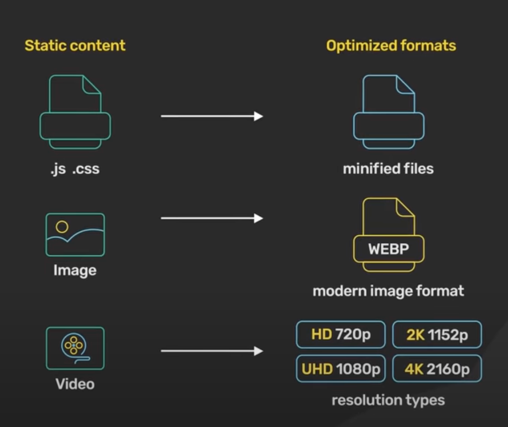 Static content
Optimized formats
.js .css
minified files
Image
WEBP
modern image format
Video
HD 720p
2K 1152p
UHD 1080p
4K 2160p
resolution types